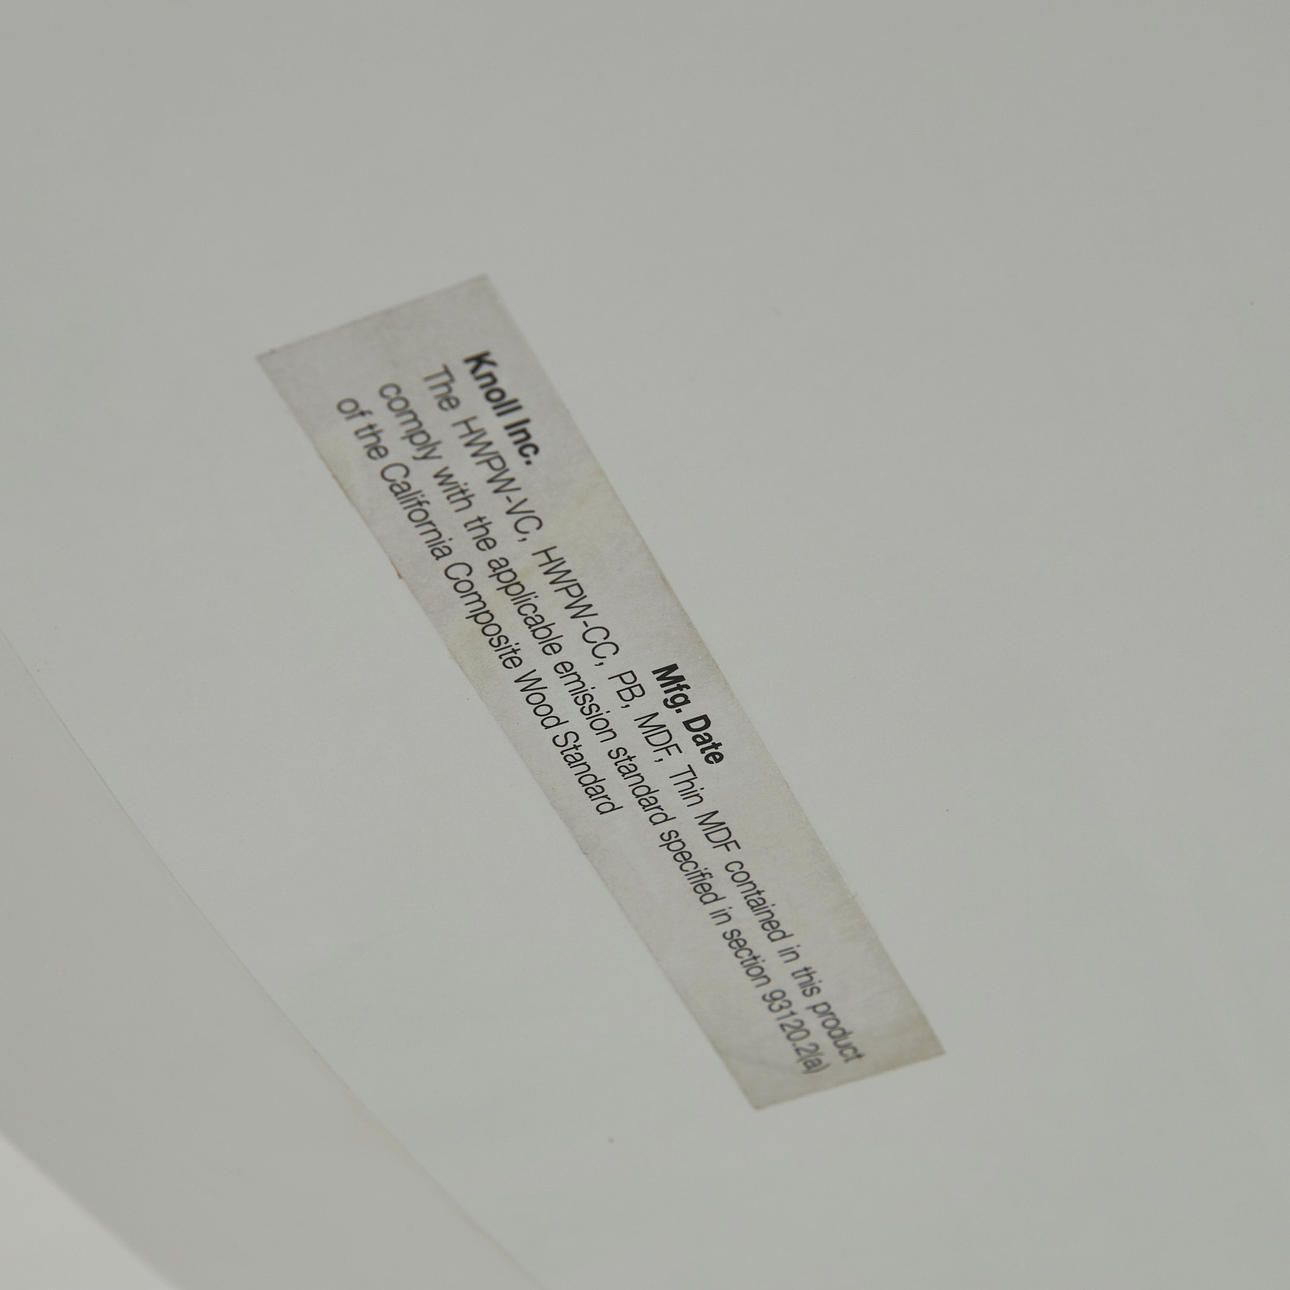 Knoll Inc. Mfg. Date
The HWPW-VC, HWPW-CC, PB, MDF, Thin MDF contained in this product
comply with the applicable emission standard specified in section 93120.2(a)
of the California Composite Wood Standard